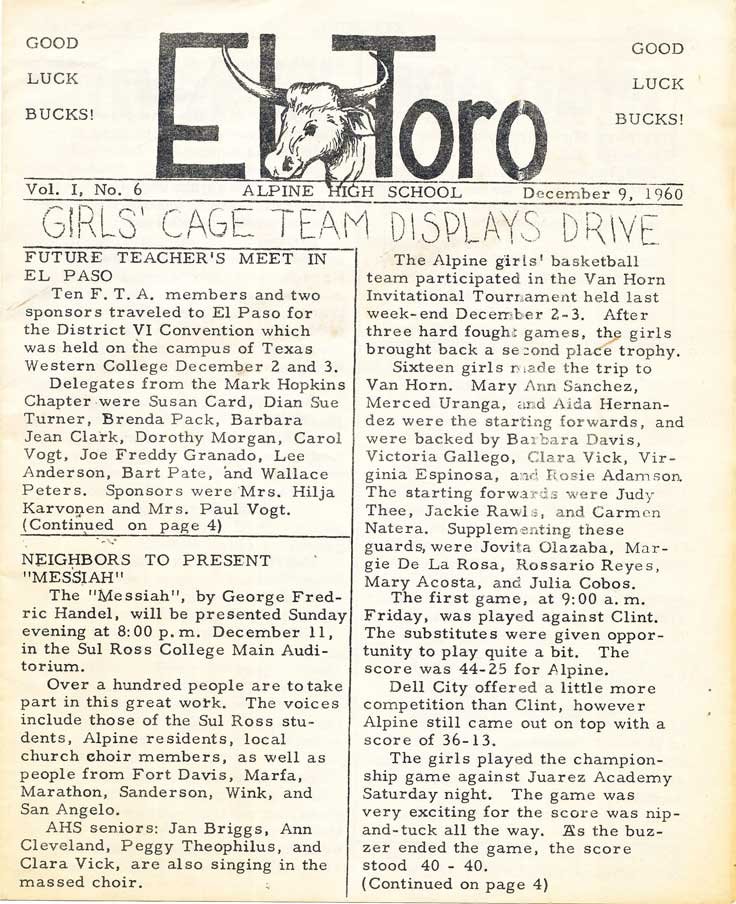 GOOD
LUCK
BUCKS!
EL Toro
GOOD
LUCK
BUCKS!
Vol. I, No. 6 ALPINE HIGH SCHOOL December 9, 1960
GIRLS' CAGE TEAM DISPLAYS DRIVE
FUTURE TEACHER'S MEET IN
EL PASO
Ten F. T. A. members and two
sponsors traveled to El Paso for
the District VI Convention which
was held on the campus of Texas
Western College December 2 and 3.
Delegates from the Mark Hopkins
Chapter were Susan Card, Dian Sue
Turner, Brenda Pack, Barbara
Jean Clark, Dorothy Morgan, Carol
Vogt, Joe Freddy Granado, Lee
Anderson, Bart Pate, and Wallace
Peters. Sponsors were Mrs. Hilja
Karvonen and Mrs. Paul Vogt.
(Continued on page 4)
NEIGHBORS TO PRESENT
"MESSIAH"
The "Messiah", by George Fred-
ric Handel, will be presented Sunday
evening at 8:00 p. m. December 11,
in the Sul Ross College Main Audi-
torium.
Over a hundred people are to take
part in this great work. The voices
include those of the Sul Ross stu-
dents, Alpine residents, local
church choir members, as well as
people from Fort Davis, Marfa,
Marathon, Sanderson, Wink, and
San Angelo.
AHS seniors: Jan Briggs, Ann
Cleveland, Peggy Theophilus, and
Clara Vick, are also singing in the
massed choir.
The Alpine girls' basketball
team participated in the Van Horn
Invitational Tournament held last
week-end December 2-3. After
three hard fought games, the girls
brought back a second place trophy.
Sixteen girls made the trip to
Van Horn. Mary Ann Sanchez,
Merced Uranga, and Aida Hernan-
dez were the starting forwards, and
were backed by Barbara Davis,
Victoria Gallego, Clara Vick, Vir-
ginia Espinosa, and Rosie Adamson.
The starting forwards were Judy
Thee, Jackie Rawls, and Carmen
Natera. Supplementing these
guards, were Jovita Olazaba, Mar-
gie De La Rosa, Rossario Reyes,
Mary Acosta, and Julia Cobos.
The first game, at 9:00 a. m.
Friday, was played against Clint.
The substitutes were given oppor-
tunity to play quite a bit. The
score was 44-25 for Alpine.
Dell City offered a little more
competition than Clint, however
Alpine still came out on top with a
score of 36-13.
The girls played the champion-
ship game against Juarez Academy
Saturday night. The game was
very exciting for the score was nip-
and-tuck all the way. As the buz-
zer ended the game, the score
stood 40 - 40.
(Continued on page 4)